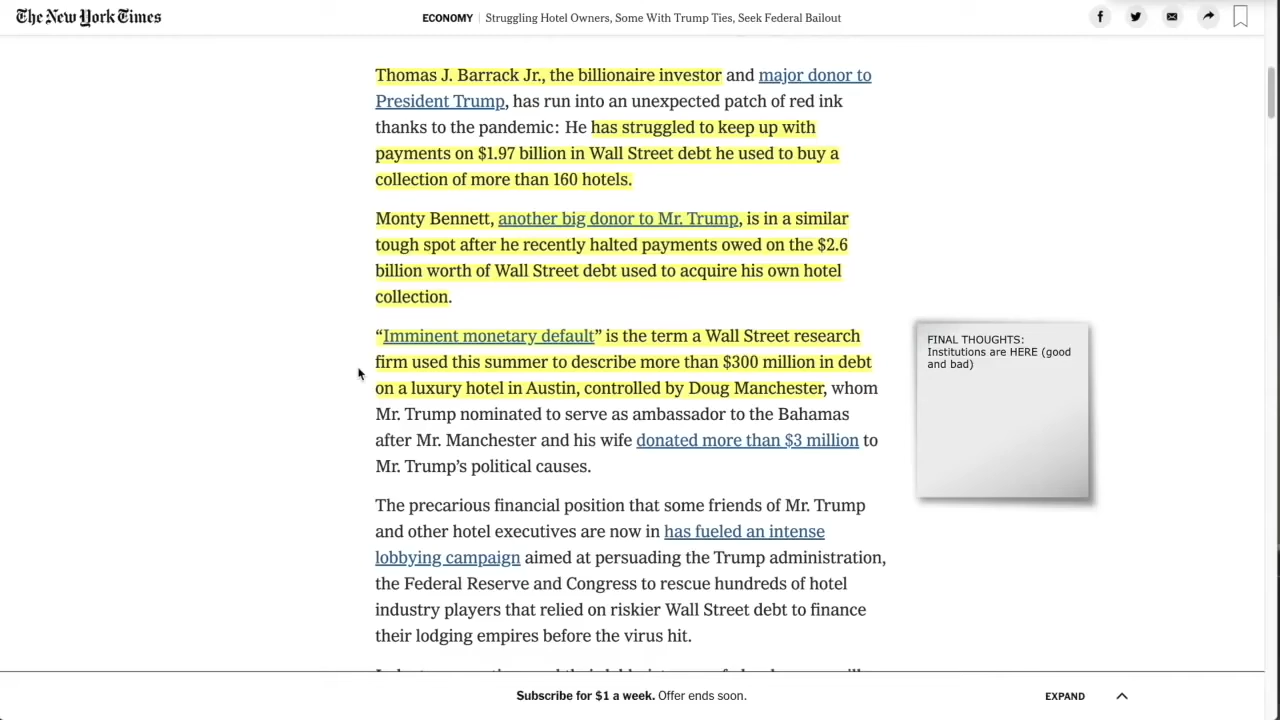 The New York Times
ECONOMY | Struggling Hotel Owners, Some With Trump Ties, Seek Federal Bailout
Thomas J. Barrack Jr., the billionaire investor and major donor to
President Trump, has run into an unexpected patch of red ink
thanks to the pandemic: He has struggled to keep up with
payments on $1.97 billion in Wall Street debt he used to buy a
collection of more than 160 hotels.
Monty Bennett, another big donor to Mr. Trump, is in a similar
tough spot after he recently halted payments owed on the $2.6
billion worth of Wall Street debt used to acquire his own hotel
collection.
“Imminent monetary default” is the term a Wall Street research
firm used this summer to describe more than $300 million in debt
on a luxury hotel in Austin, controlled by Doug Manchester, whom
Mr. Trump nominated to serve as ambassador to the Bahamas
after Mr. Manchester and his wife donated more than $3 million to
Mr. Trump’s political causes.
The precarious financial position that some friends of Mr. Trump
and other hotel executives are now in has fueled an intense
lobbying campaign aimed at persuading the Trump administration,
the Federal Reserve and Congress to rescue hundreds of hotel
industry players that relied on riskier Wall Street debt to finance
their lodging empires before the virus hit.
FINAL THOUGHTS:
Institutions are HERE (good
and bad)
Subscribe for $1 a week. Offer ends soon.
EXPAND